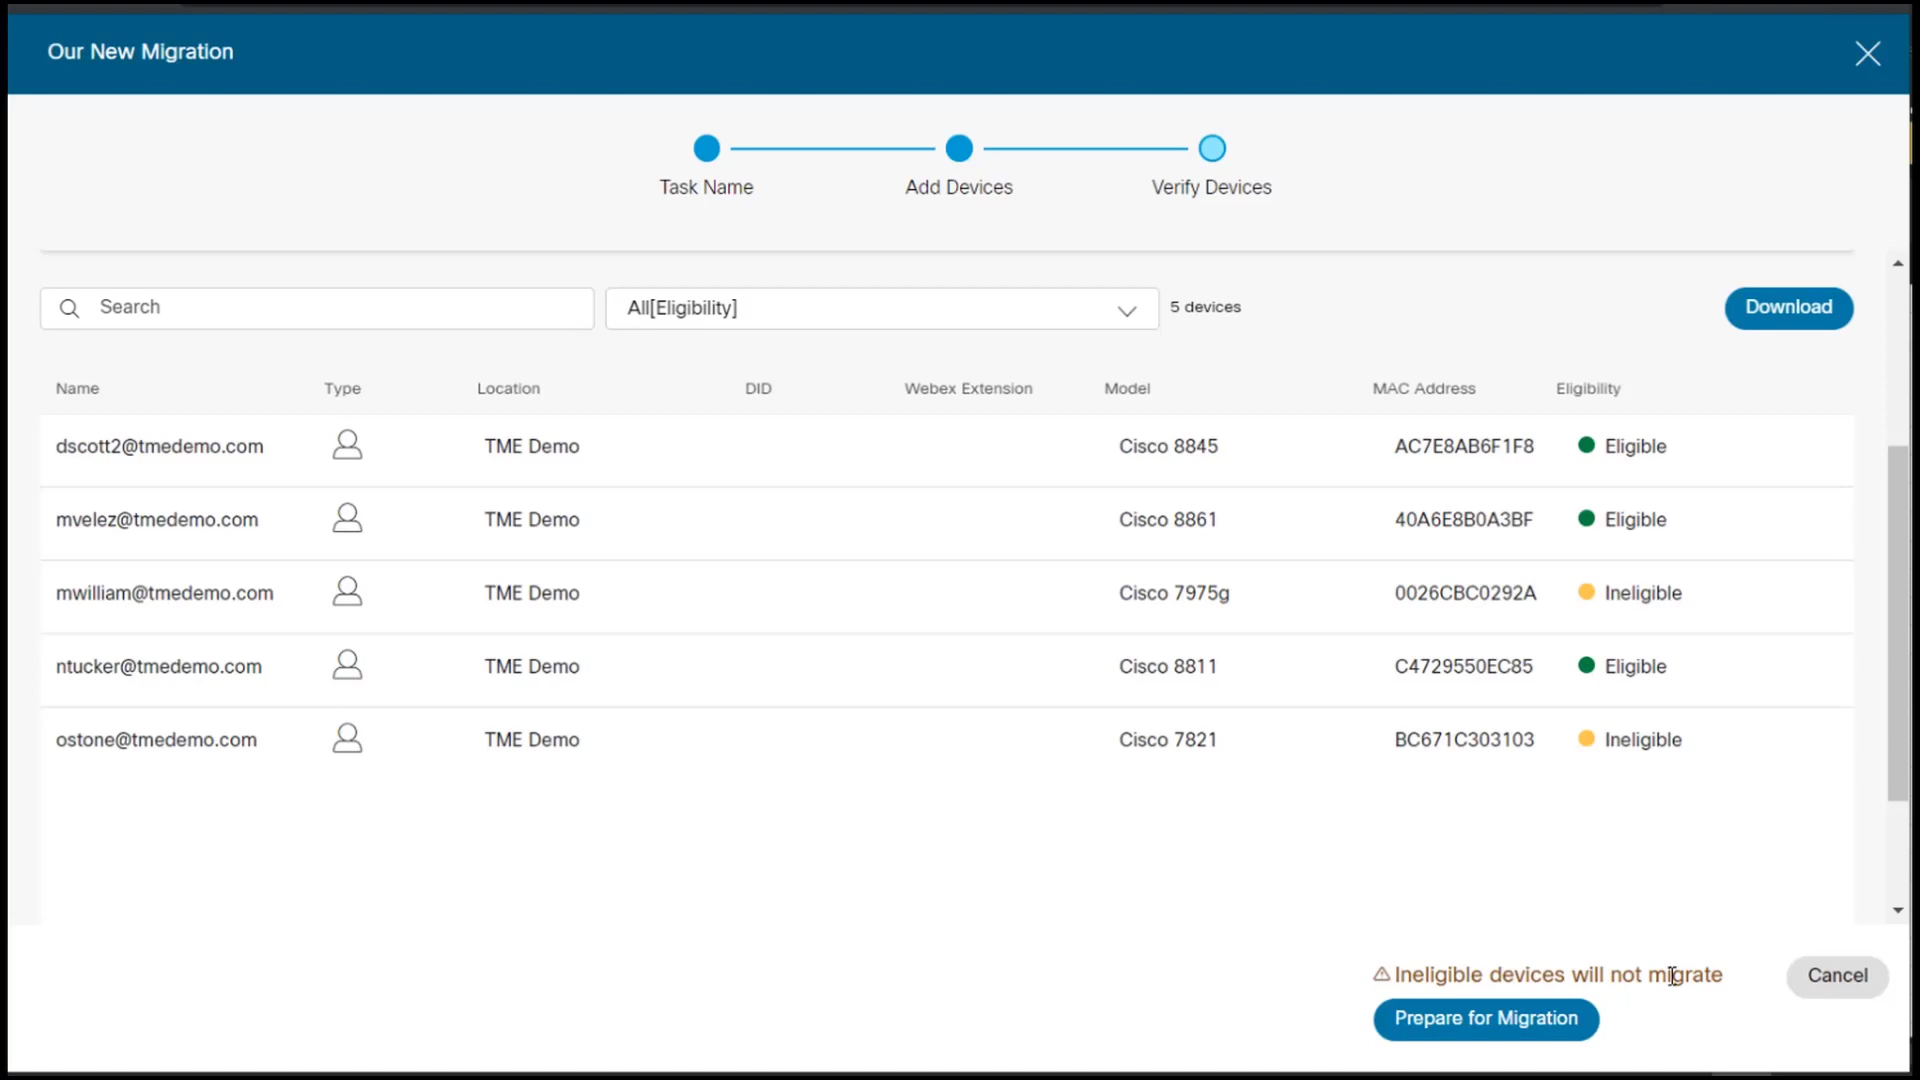 Our New Migration
Task Name Add Devices Verify Devices
Search All[Eligibility] 5 devices Download
Name Type Location DID Webex Extension Model MAC Address Eligibility
dscott2@tmedemo.com TME Demo Cisco 8845 AC7E8AB6F1F8 Eligible
mvelez@tmedemo.com TME Demo Cisco 8861 40A6E8B0A3BF Eligible
mwilliam@tmedemo.com TME Demo Cisco 7975g 0026CBC0292A Ineligible
ntucker@tmedemo.com TME Demo Cisco 8811 C4729550EC85 Eligible
ostone@tmedemo.com TME Demo Cisco 7821 BC671C303103 Ineligible
Ineligible devices will not migrate Cancel
Prepare for Migration